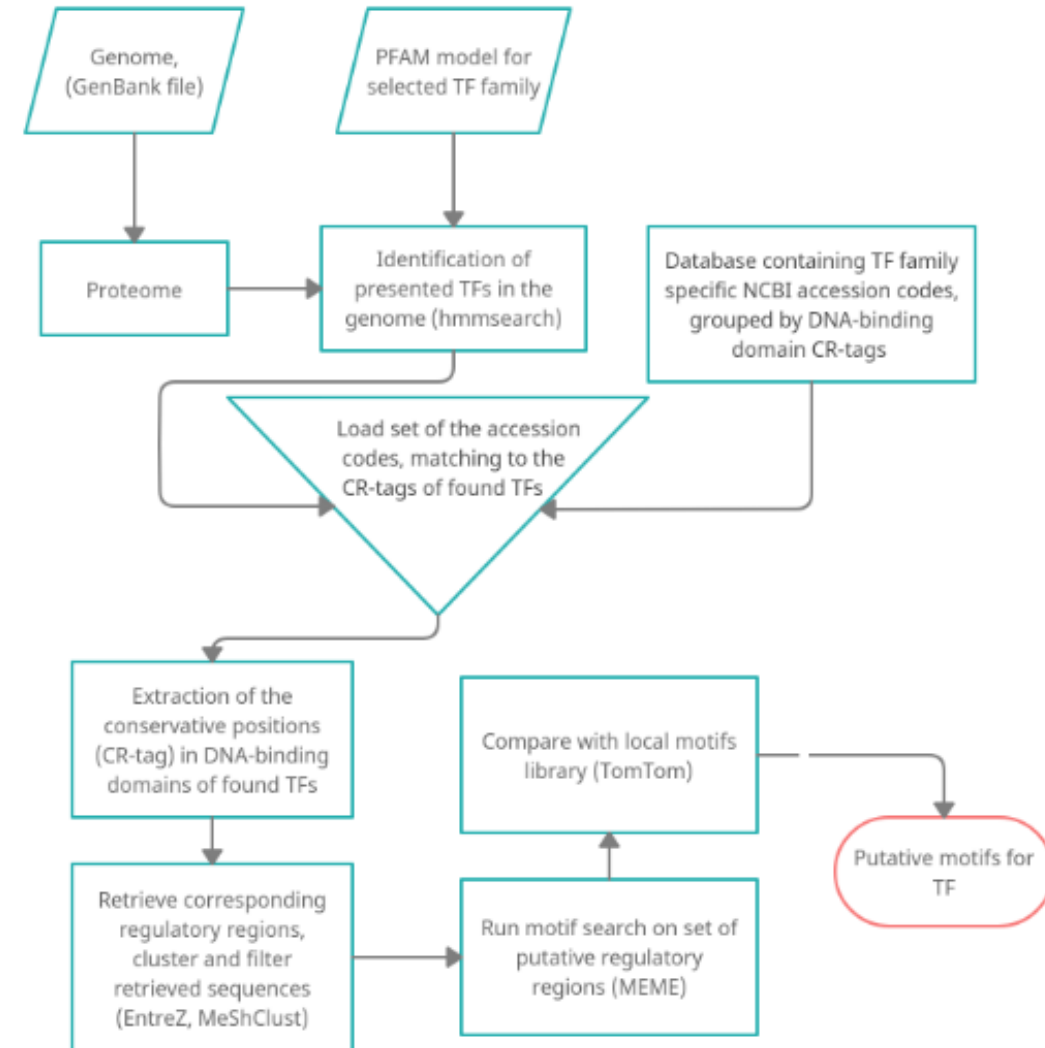 Genome,
(GenBank file)
PFAM model for
selected TF family
Proteome
Identification of
presented TFs in the
genome (hmmsearch)
Database containing TF family
specific NCBI accession codes,
grouped by DNA-binding
domain CR-tags
Load set of the accession
codes, matching to the
CR-tags of found TFs
Extraction of the
conservative positions
(CR-tag) in DNA-binding
domains of found TFs
Compare with local motifs
library (TomTom)
Putative motifs for
TF
Retrieve corresponding
regulatory regions,
cluster and filter
retrieved sequences
(EntreZ, MeShClust)
Run motif search on set of
putative regulatory
regions (MEME)